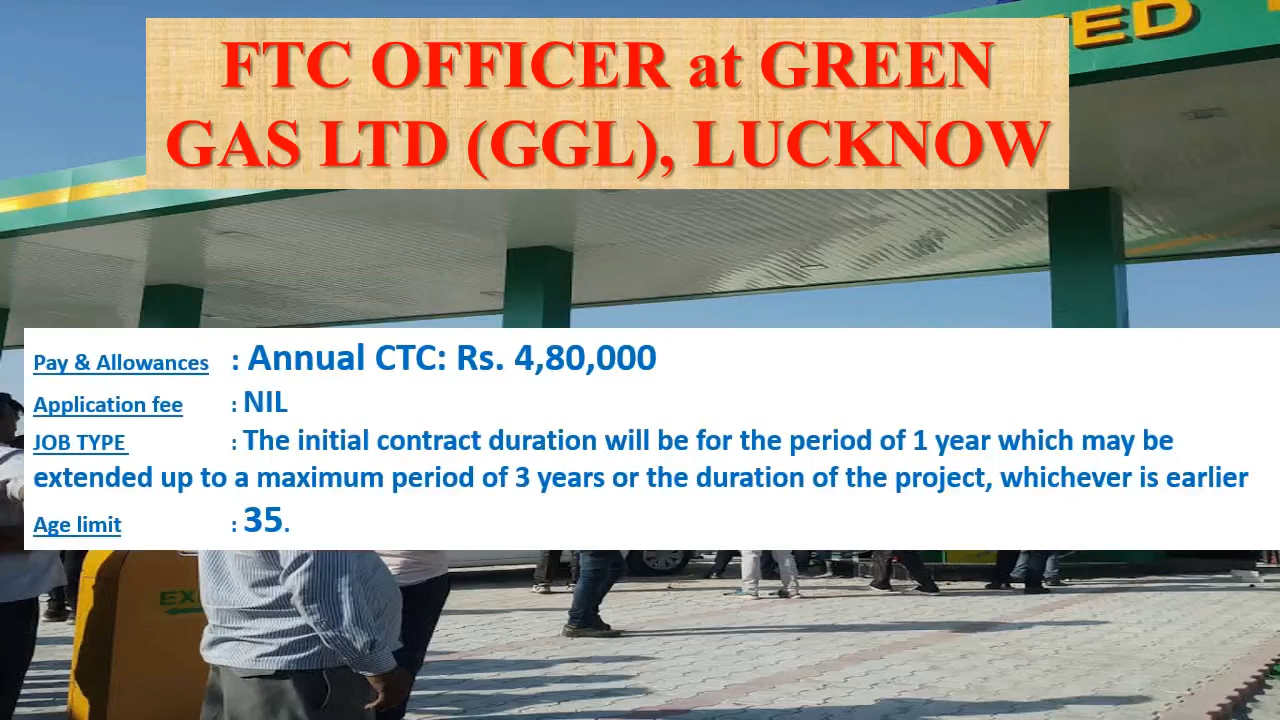 ED
FTC OFFICER at GREEN
GAS LTD (GGL), LUCKNOW
Pay & Allowances : Annual CTC: Rs. 4,80,000
Application fee : NIL
JOB TYPE : The initial contract duration will be for the period of 1 year which may be
extended up to a maximum period of 3 years or the duration of the project, whichever is earlier
Age limit : 35.